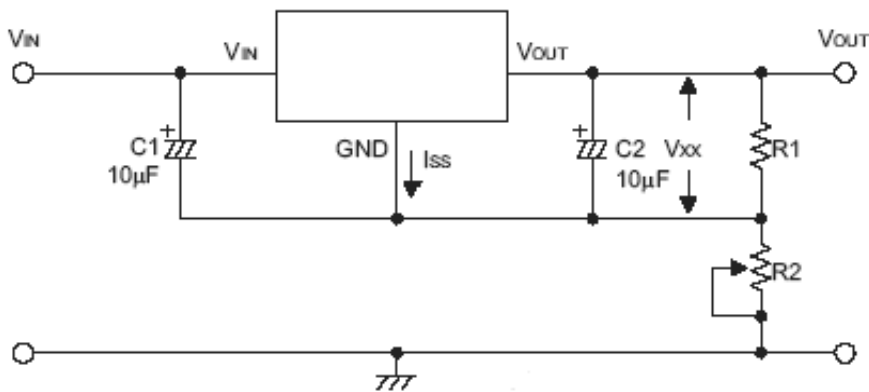 VIN
VIN
VOUT
VOUT
+
C1
10μF
GND
ISS
+
C2
10μF
VXX
R1
R2